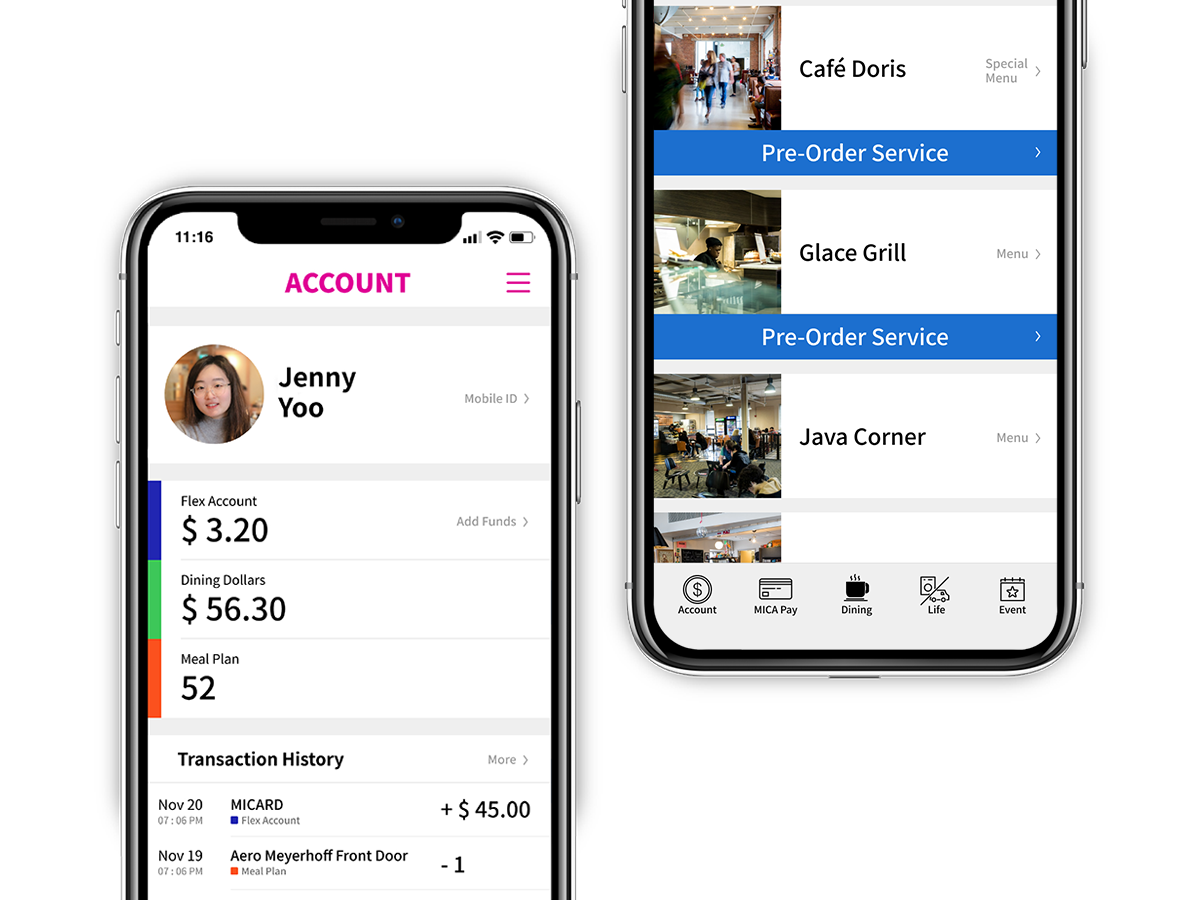 11:16
ACCOUNT
Jenny
Yoo
Mobile ID
Flex Account
$ 3.20
Add Funds
Dining Dollars
$ 56.30
Meal Plan
52
Transaction History
More
Nov 20
07 : 06 PM
MICARD
Flex Account
+ $ 45.00
Nov 19
07 : 06 PM
Aero Meyerhoff Front Door
Meal Plan
- 1
Café Doris
Special
Menu
Pre-Order Service
Glace Grill
Menu
Pre-Order Service
Java Corner
Menu
$
Account
MICA Pay
Dining
Life
Event